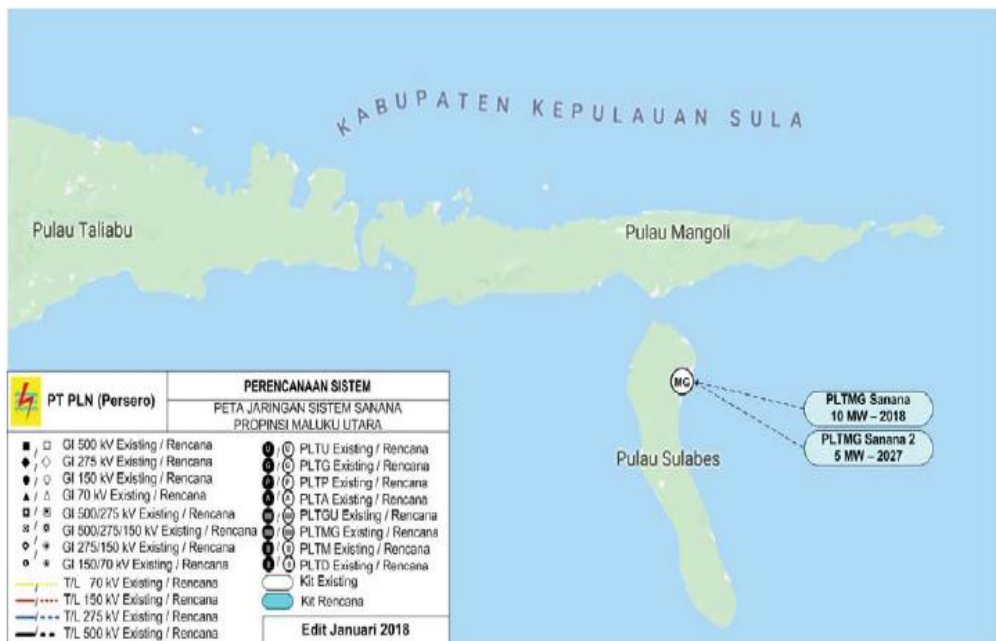 KABUPATEN KEPULAUAN SULA
Pulau Taliabu
Pulau Mangoli
MG
PLTMG Sanana
10 MW – 2018
PLTMG Sanana 2
5 MW – 2027
Pulau Sulabes
PT PLN (Persero)
PERENCANAAN SISTEM
PETA JARINGAN SISTEM SANANA
PROPINSI MALUKU UTARA
GI 500 kV Existing / Rencana
GI 275 kV Existing / Rencana
GI 150 kV Existing / Rencana
GI 70 kV Existing / Rencana
GI 500/275 kV Existing / Rencana
GI 500/275/150 kV Existing / Rencana
GI 275/150 kV Existing / Rencana
GI 150/70 kV Existing / Rencana
T/L 70 kV Existing / Rencana
T/L 150 kV Existing / Rencana
T/L 275 kV Existing / Rencana
T/L 500 kV Existing / Rencana
PLTU Existing / Rencana
PLTG Existing / Rencana
PLTP Existing / Rencana
PLTA Existing / Rencana
PLTGU Existing / Rencana
PLTMG Existing / Rencana
PLTM Existing / Rencana
PLTD Existing / Rencana
Kit Existing
Kit Rencana
Edit Januari 2018